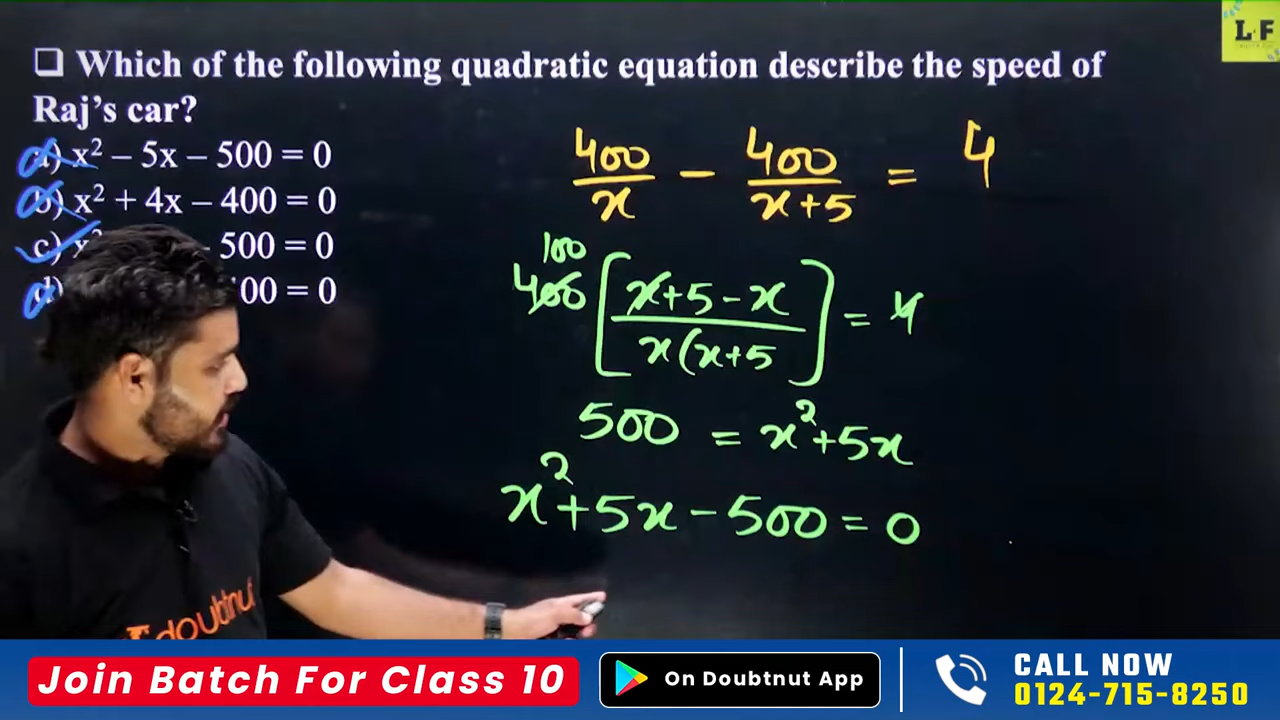 L.F
❑ Which of the following quadratic equation describe the speed of
Raj's car?
a) x² – 5x – 500 = 0
b) x² + 4x – 400 = 0
c) x² – 500 = 0
d) 00 = 0
400/x – 400/x+5 = 4
100
400 [x+5-x / x(x+5] = 4
500 = x²+5x
x²+5x-500=0
doubtnut
Join Batch For Class 10
On Doubtnut App
CALL NOW
0124-715-8250